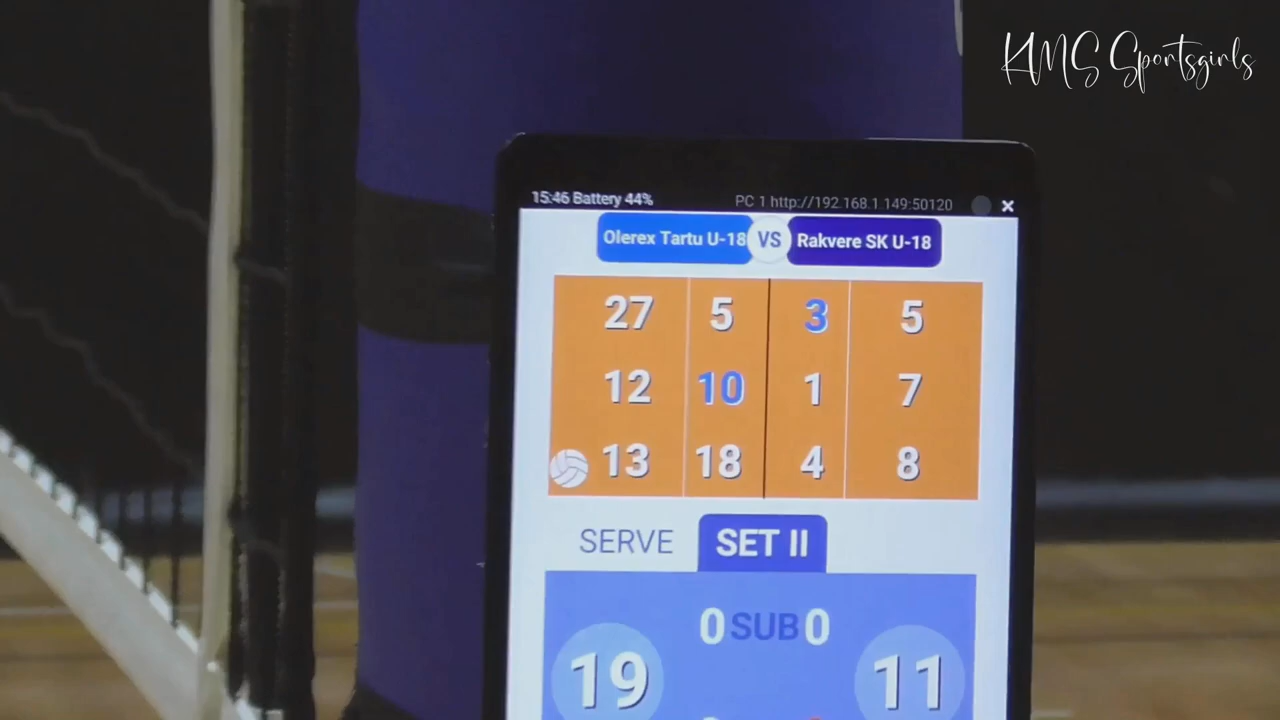 KMS Sportsgirls
15:46 Battery 44% PC 1 http://192.168.1.149:50120
Olerex Tartu U-18 VS Rakvere SK U-18
27 5 3 5
12 10 1 7
13 18 4 8
SERVE SET II
0 SUB 0
19 11